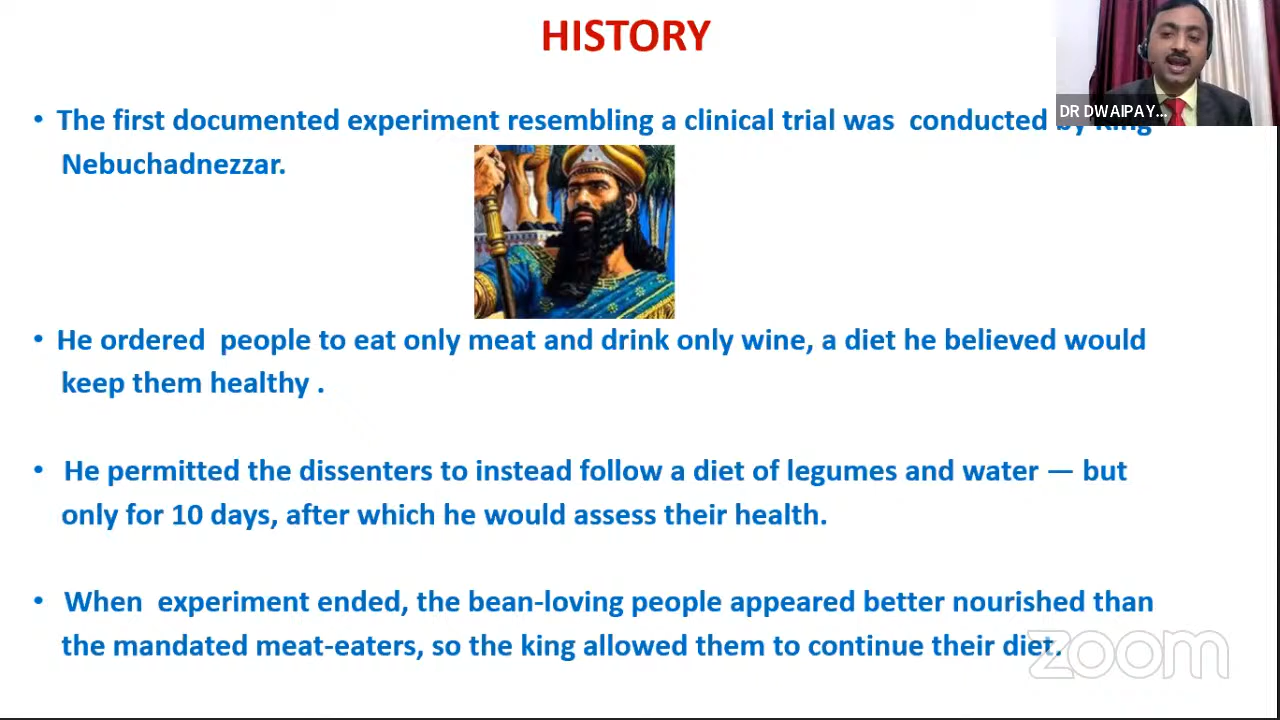 HISTORY
DR DWAIPAY...
• The first documented experiment resembling a clinical trial was conducted by King
Nebuchadnezzar.
• He ordered people to eat only meat and drink only wine, a diet he believed would
keep them healthy .
• He permitted the dissenters to instead follow a diet of legumes and water — but
only for 10 days, after which he would assess their health.
• When experiment ended, the bean-loving people appeared better nourished than
the mandated meat-eaters, so the king allowed them to continue their diet.
zoom